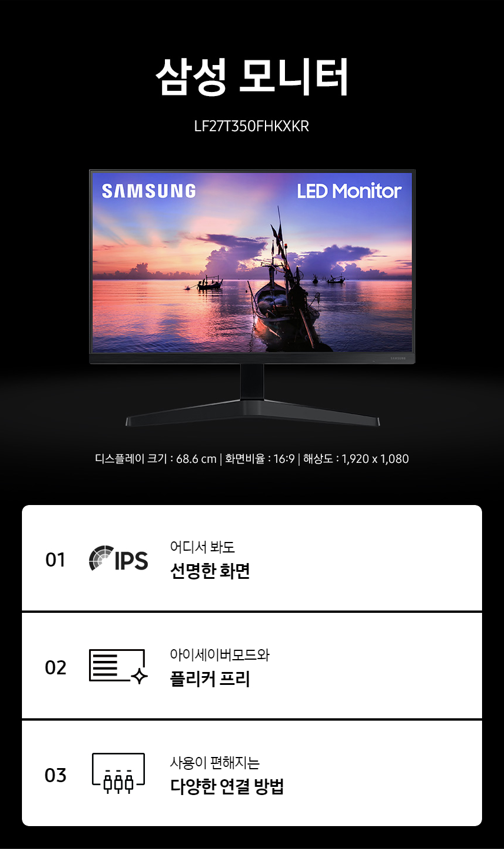 삼성 모니터
LF27T350FHKXKR
SAMSUNG
LED Monitor
디스플레이 크기 : 68.6 cm | 화면비율 : 16:9 | 해상도 : 1,920 x 1,080
01
IPS
어디서 봐도
선명한 화면
02
아이세이버모드와
플리커 프리
03
사용이 편해지는
다양한 연결 방법